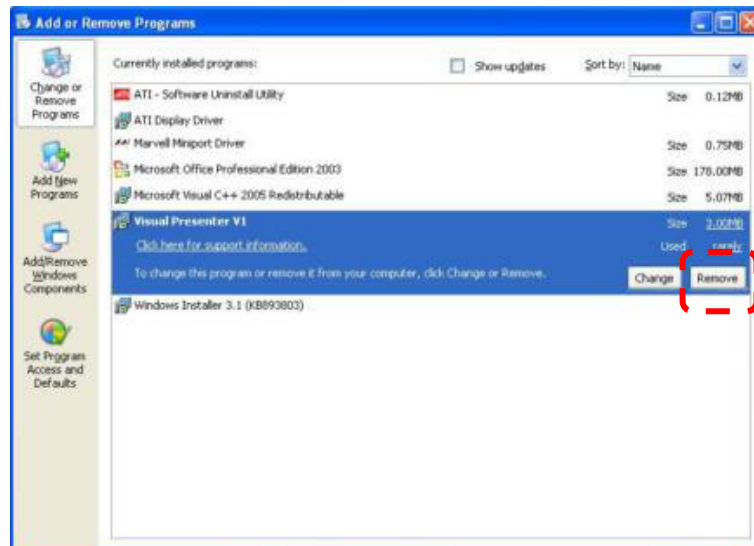 Add or Remove Programs
Change or
Remove
Programs
Add New
Programs
Add/Remove
Windows
Components
Set Program
Access and
Defaults
Currently installed programs:
Show updates
Sort by: Name
ATI - Software Uninstall Utility Size 0.12MB
ATI Display Driver
Marvell Miniport Driver Size 0.75MB
Microsoft Office Professional Edition 2003 Size 178.00MB
Microsoft Visual C++ 2005 Redistributable Size 5.07MB
Visual Presenter V1 Size 3.00MB
Click here for support information. Used rarely
To change this program or remove it from your computer, click Change or Remove.
Change Remove
Windows Installer 3.1 (KB893803)